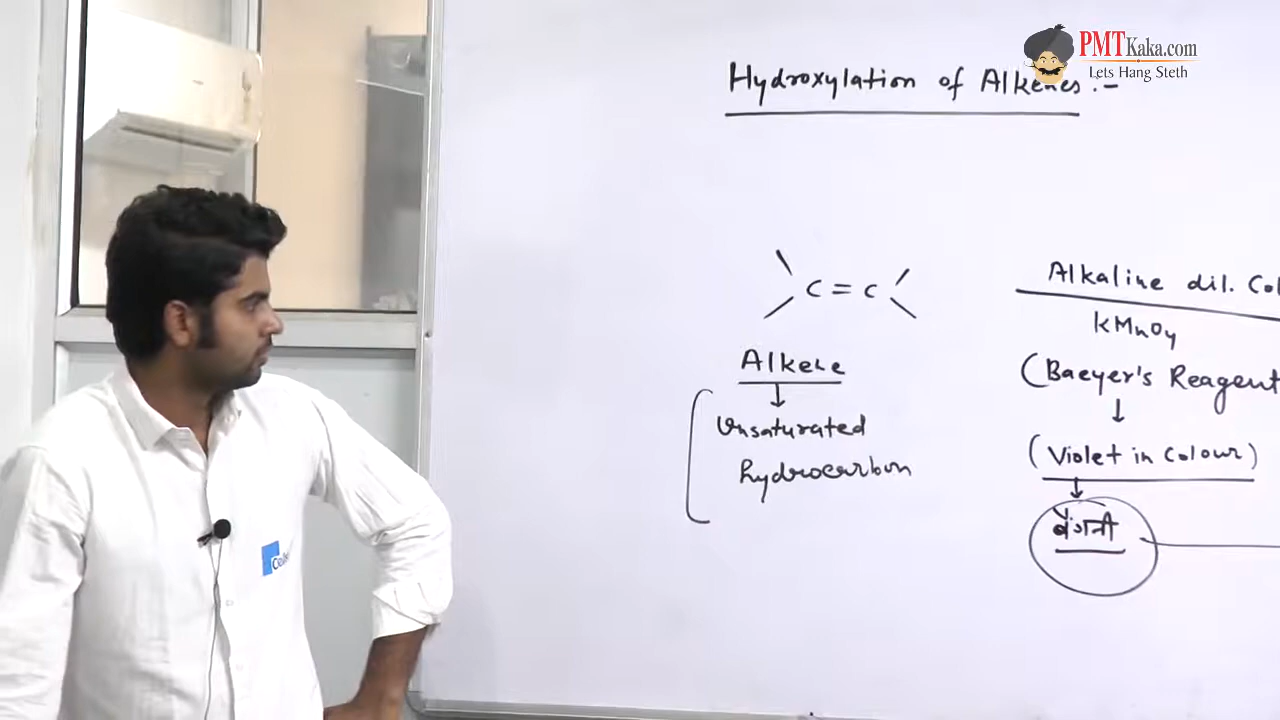 PMTKaka.com
Lets Hang Steth
Hydroxylation of Alkenes :-
C = C
Alkene
Unsaturated
hydrocarbon
Alkaline dil. Col
KMnO4
(Baeyer's Reagent
(Violet in Colour)
बैंगनी